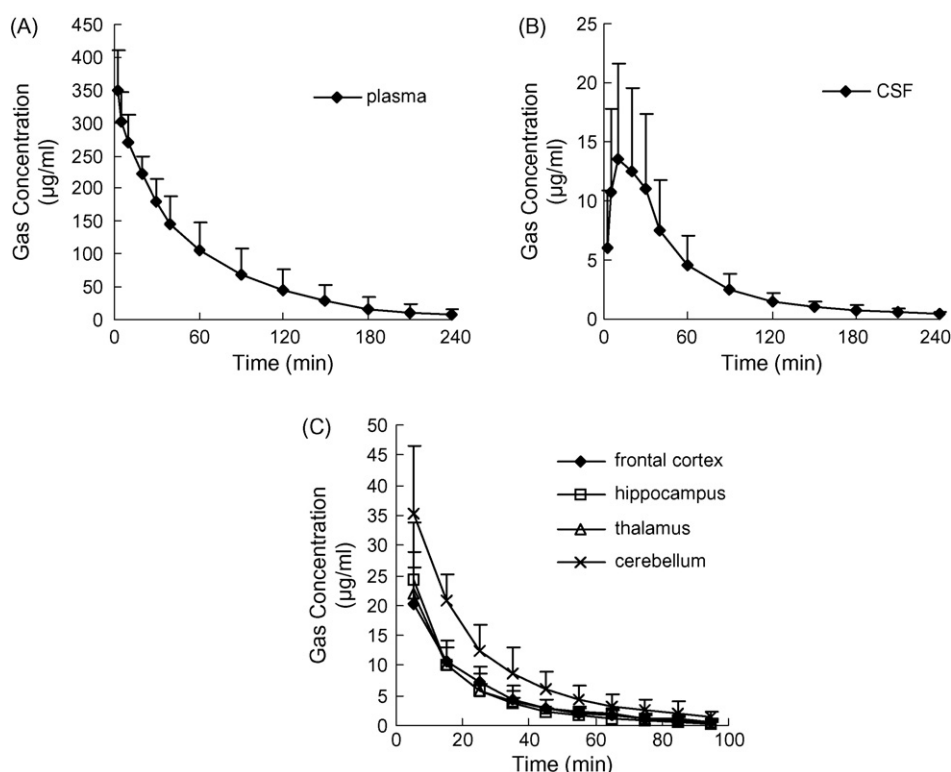 (A)
450
400
350
300
250
200
150
100
50
0
Gas Concentration
(µg/ml)
plasma
0 60 120 180 240
Time (min)
(B)
25
20
15
10
5
0
Gas Concentration
(µg/ml)
CSF
0 60 120 180 240
Time (min)
(C)
50
45
40
35
30
25
20
15
10
5
0
Gas Concentration
(µg/ml)
frontal cortex
hippocampus
thalamus
cerebellum
0 20 40 60 80 100
Time (min)